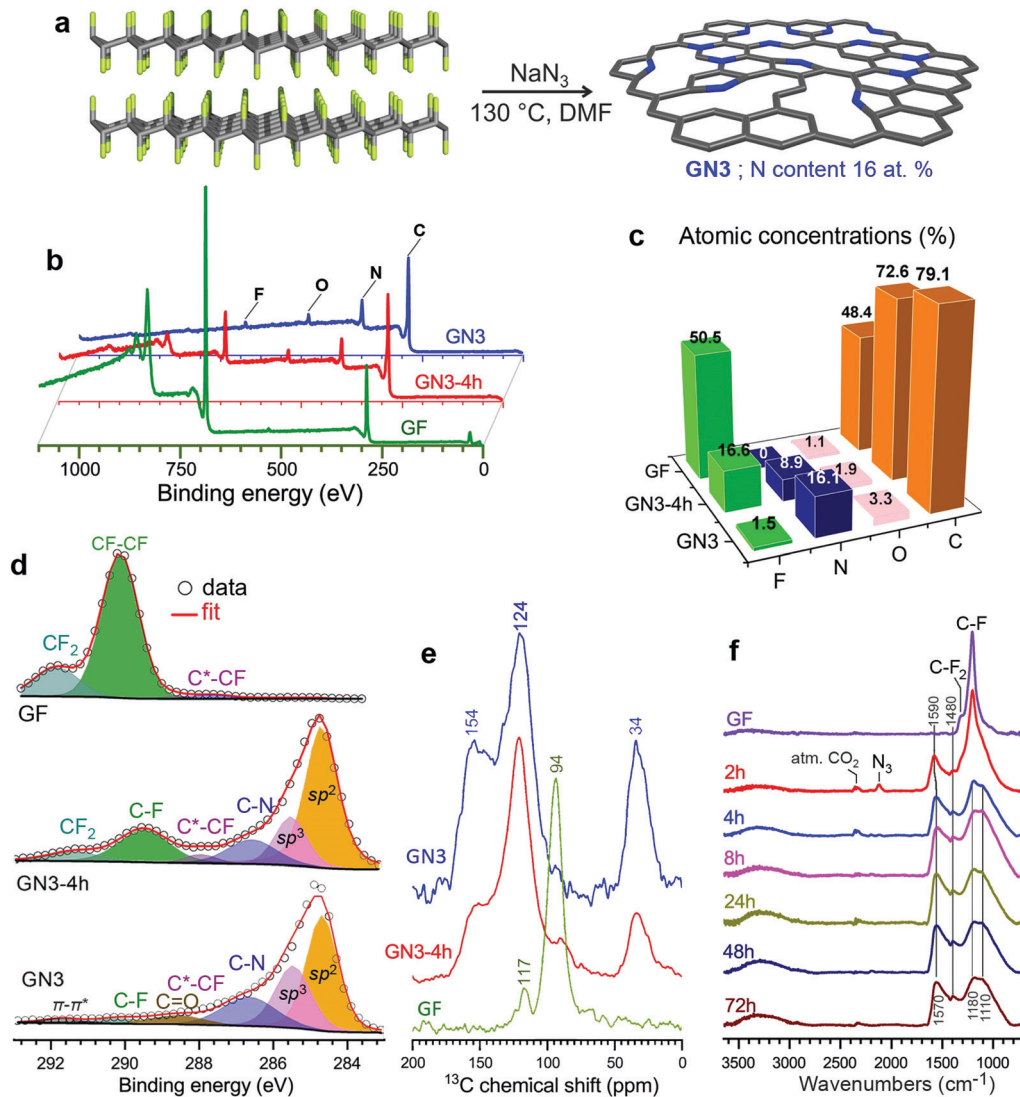 a
NaN3
130 °C, DMF
GN3 ; N content 16 at. %
b
F
O
N
C
GN3
GN3-4h
GF
1000
750
500
250
0
Binding energy (eV)
c
Atomic concentrations (%)
50.5
48.4
72.6
79.1
16.6
0
1.1
8.9
1.9
1.5
16.1
3.3
GF
GN3-4h
GN3
F
N
O
C
d
CF-CF
data
fit
CF2
C*-CF
GF
CF2
C-F
C*-CF
C-N
sp3
sp2
GN3-4h
GN3
π-π*
C-F
C=O
C*-CF
C-N
sp3
sp2
292
290
288
286
284
Binding energy (eV)
e
124
154
94
34
117
GN3
GN3-4h
GF
200
150
100
50
0
13C chemical shift (ppm)
f
C-F
C-F2
1590
1480
GF
atm. CO2
N3
2h
4h
8h
24h
48h
72h
1570
1180
1110
3500
3000
2500
2000
1500
1000
Wavenumbers (cm-1)